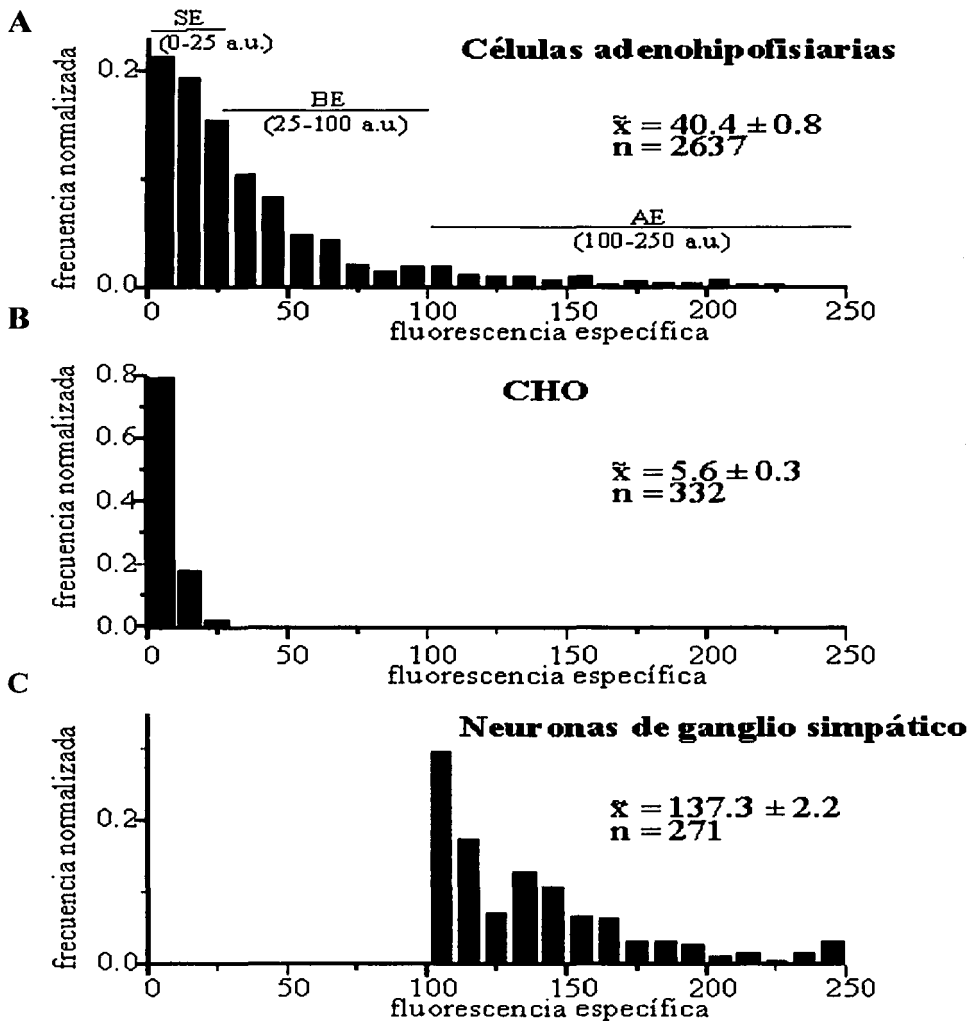 A
SE
(0-25 a.u.)
Células adenohipofisiarias
BE
(25-100 a.u.)
x̃ = 40.4 ± 0.8
n = 2637
AE
(100-250 a.u.)
frecuencia normalizada
0.2
0.0
0 50 100 150 200 250
fluorescencia específica
B
CHO
x̃ = 5.6 ± 0.3
n = 332
frecuencia normalizada
0.8
0.6
0.4
0.2
0.0
0 50 100 150 200 250
fluorescencia específica
C
Neuronas de ganglio simpático
x̃ = 137.3 ± 2.2
n = 271
frecuencia normalizada
0.2
0.0
0 50 100 150 200 250
fluorescencia específica